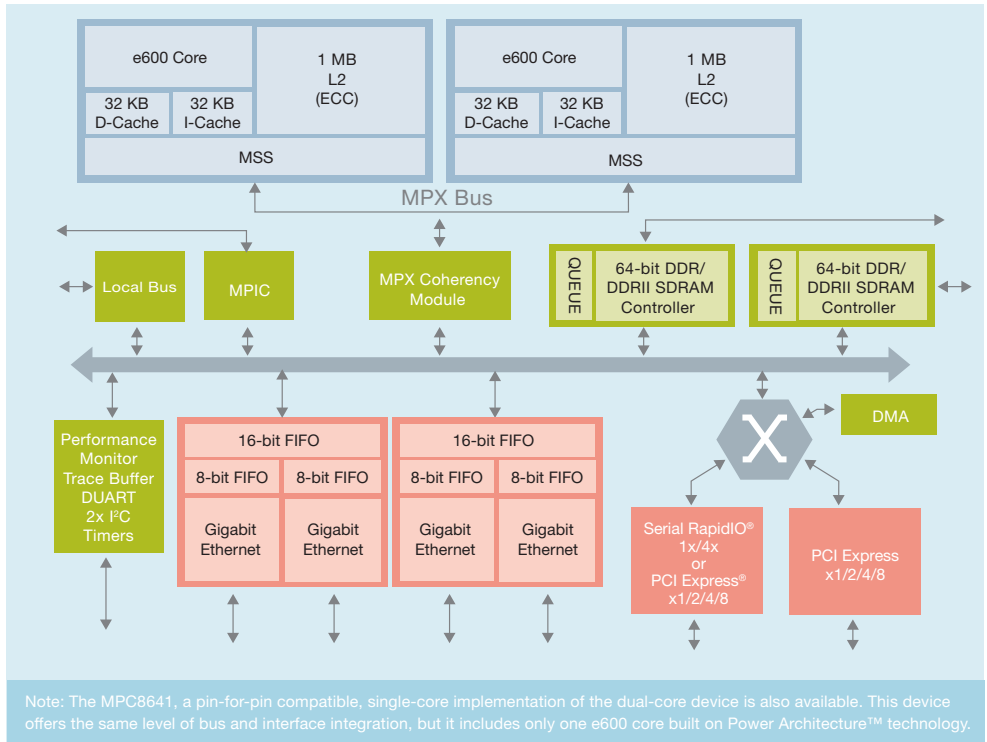 e600 Core
1 MB
L2
(ECC)
32 KB
D-Cache
32 KB
I-Cache
MSS
e600 Core
1 MB
L2
(ECC)
32 KB
D-Cache
32 KB
I-Cache
MSS
MPX Bus
Local Bus
MPIC
MPX Coherency
Module
QUEUE
64-bit DDR/
DDRII SDRAM
Controller
QUEUE
64-bit DDR/
DDRII SDRAM
Controller
Performance
Monitor
Trace Buffer
DUART
2x I²C
Timers
16-bit FIFO
8-bit FIFO
8-bit FIFO
Gigabit
Ethernet
Gigabit
Ethernet
16-bit FIFO
8-bit FIFO
8-bit FIFO
Gigabit
Ethernet
Gigabit
Ethernet
X
DMA
Serial RapidIO®
1x/4x
or
PCI Express®
x1/2/4/8
PCI Express
x1/2/4/8
Note: The MPC8641, a pin-for-pin compatible, single-core implementation of the dual-core device is also available. This device
offers the same level of bus and interface integration, but it includes only one e600 core built on Power Architecture™ technology.